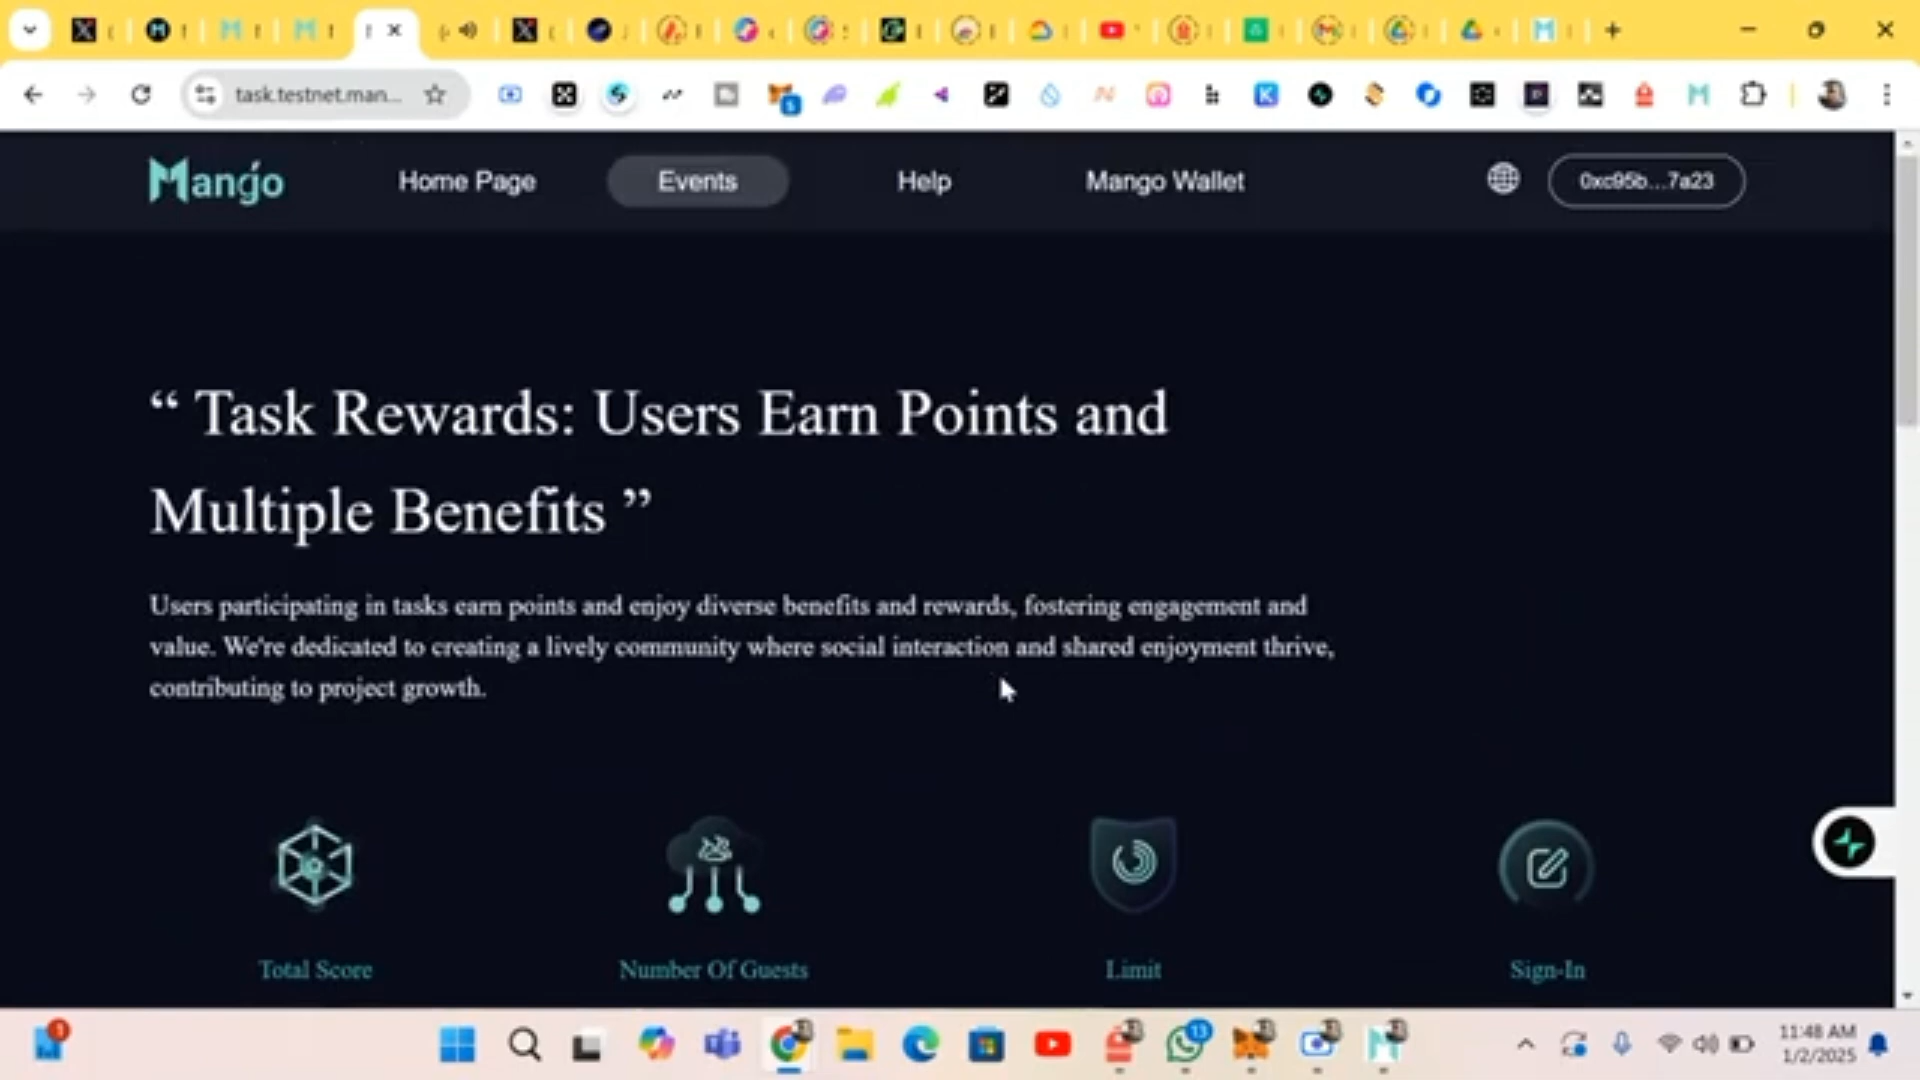 task.testnet.man...
Mango
Home Page
Events
Help
Mango Wallet
0xc95b...7a23
“ Task Rewards: Users Earn Points and
Multiple Benefits ”
Users participating in tasks earn points and enjoy diverse benefits and rewards, fostering engagement and
value. We're dedicated to creating a lively community where social interaction and shared enjoyment thrive,
contributing to project growth.
Total Score
Number Of Guests
Limit
Sign-In
11:48 AM
1/2/2025
13
1
5